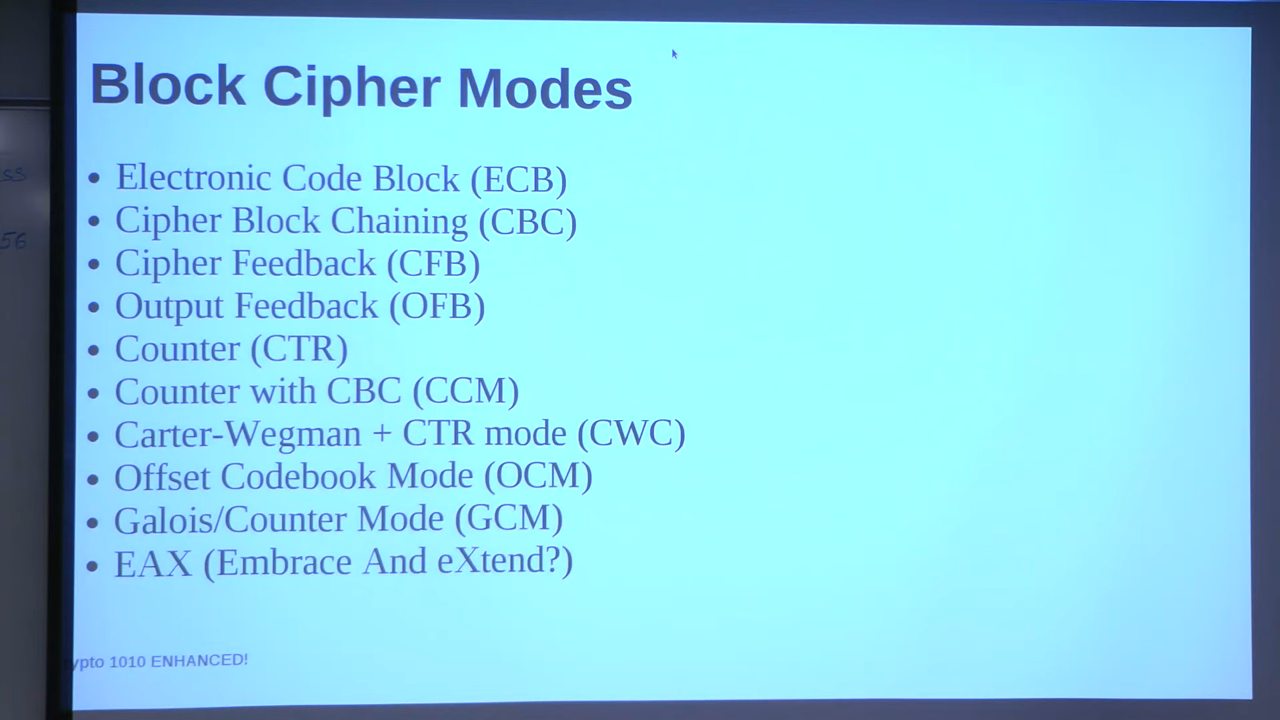 Block Cipher Modes
• Electronic Code Block (ECB)
• Cipher Block Chaining (CBC)
• Cipher Feedback (CFB)
• Output Feedback (OFB)
• Counter (CTR)
• Counter with CBC (CCM)
• Carter-Wegman + CTR mode (CWC)
• Offset Codebook Mode (OCM)
• Galois/Counter Mode (GCM)
• EAX (Embrace And eXtend?)
ypto 1010 ENHANCED!
56